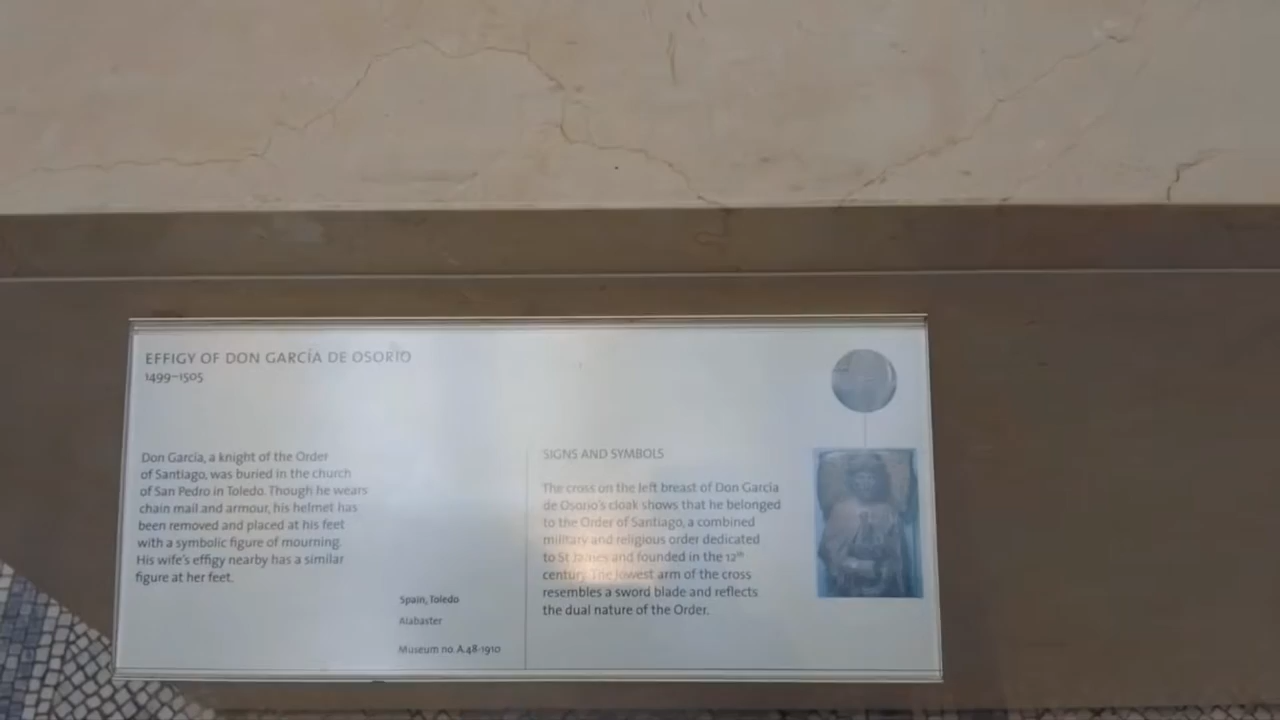 EFFIGY OF DON GARCÍA DE OSORIO
1499–1505
Don García, a knight of the Order
of Santiago, was buried in the church
of San Pedro in Toledo. Though he wears
chain mail and armour, his helmet has
been removed and placed at his feet
with a symbolic figure of mourning.
His wife's effigy nearby has a similar
figure at her feet.
Spain, Toledo
Alabaster
Museum no. A.48-1910
SIGNS AND SYMBOLS
The cross on the left breast of Don García
de Osorio's cloak shows that he belonged
to the Order of Santiago, a combined
military and religious order dedicated
to St James and founded in the 12th
century. The lowest arm of the cross
resembles a sword blade and reflects
the dual nature of the Order.